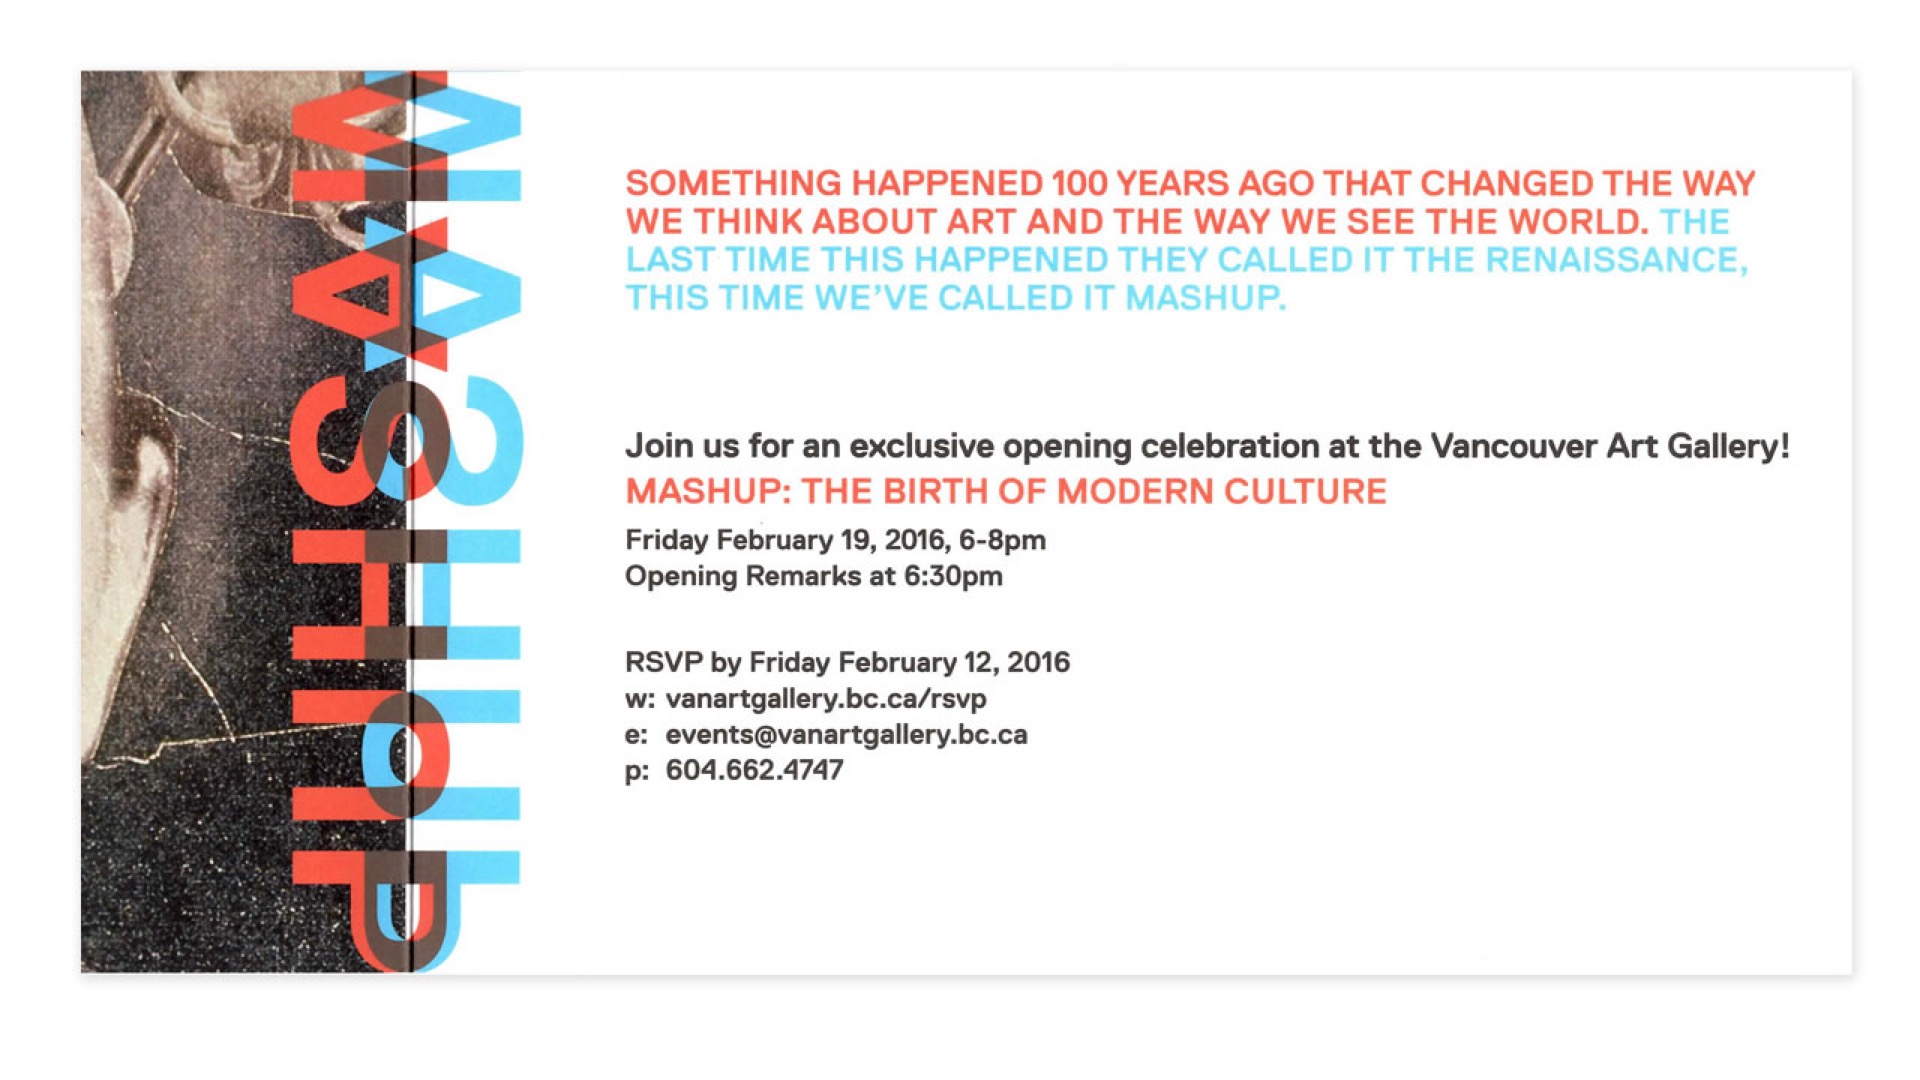 MASHUP
SOMETHING HAPPENED 100 YEARS AGO THAT CHANGED THE WAY
WE THINK ABOUT ART AND THE WAY WE SEE THE WORLD. THE
LAST TIME THIS HAPPENED THEY CALLED IT THE RENAISSANCE,
THIS TIME WE'VE CALLED IT MASHUP.
Join us for an exclusive opening celebration at the Vancouver Art Gallery!
MASHUP: THE BIRTH OF MODERN CULTURE
Friday February 19, 2016, 6-8pm
Opening Remarks at 6:30pm
RSVP by Friday February 12, 2016
w: vanartgallery.bc.ca/rsvp
e: events@vanartgallery.bc.ca
p: 604.662.4747